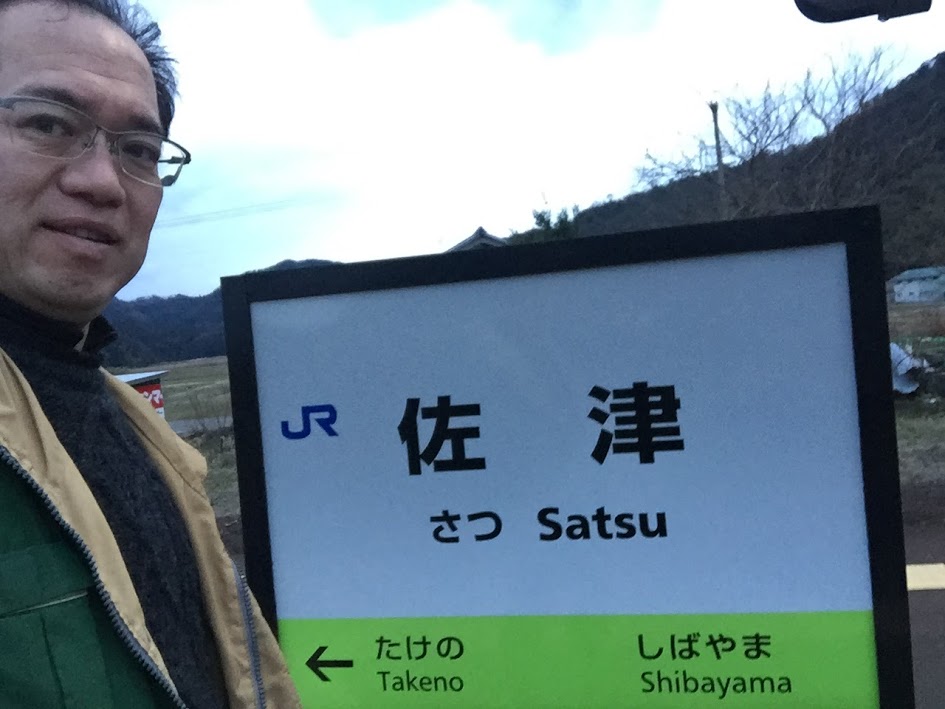 JR 佐津
さつ Satsu
← たけの しばやま
Takeno Shibayama